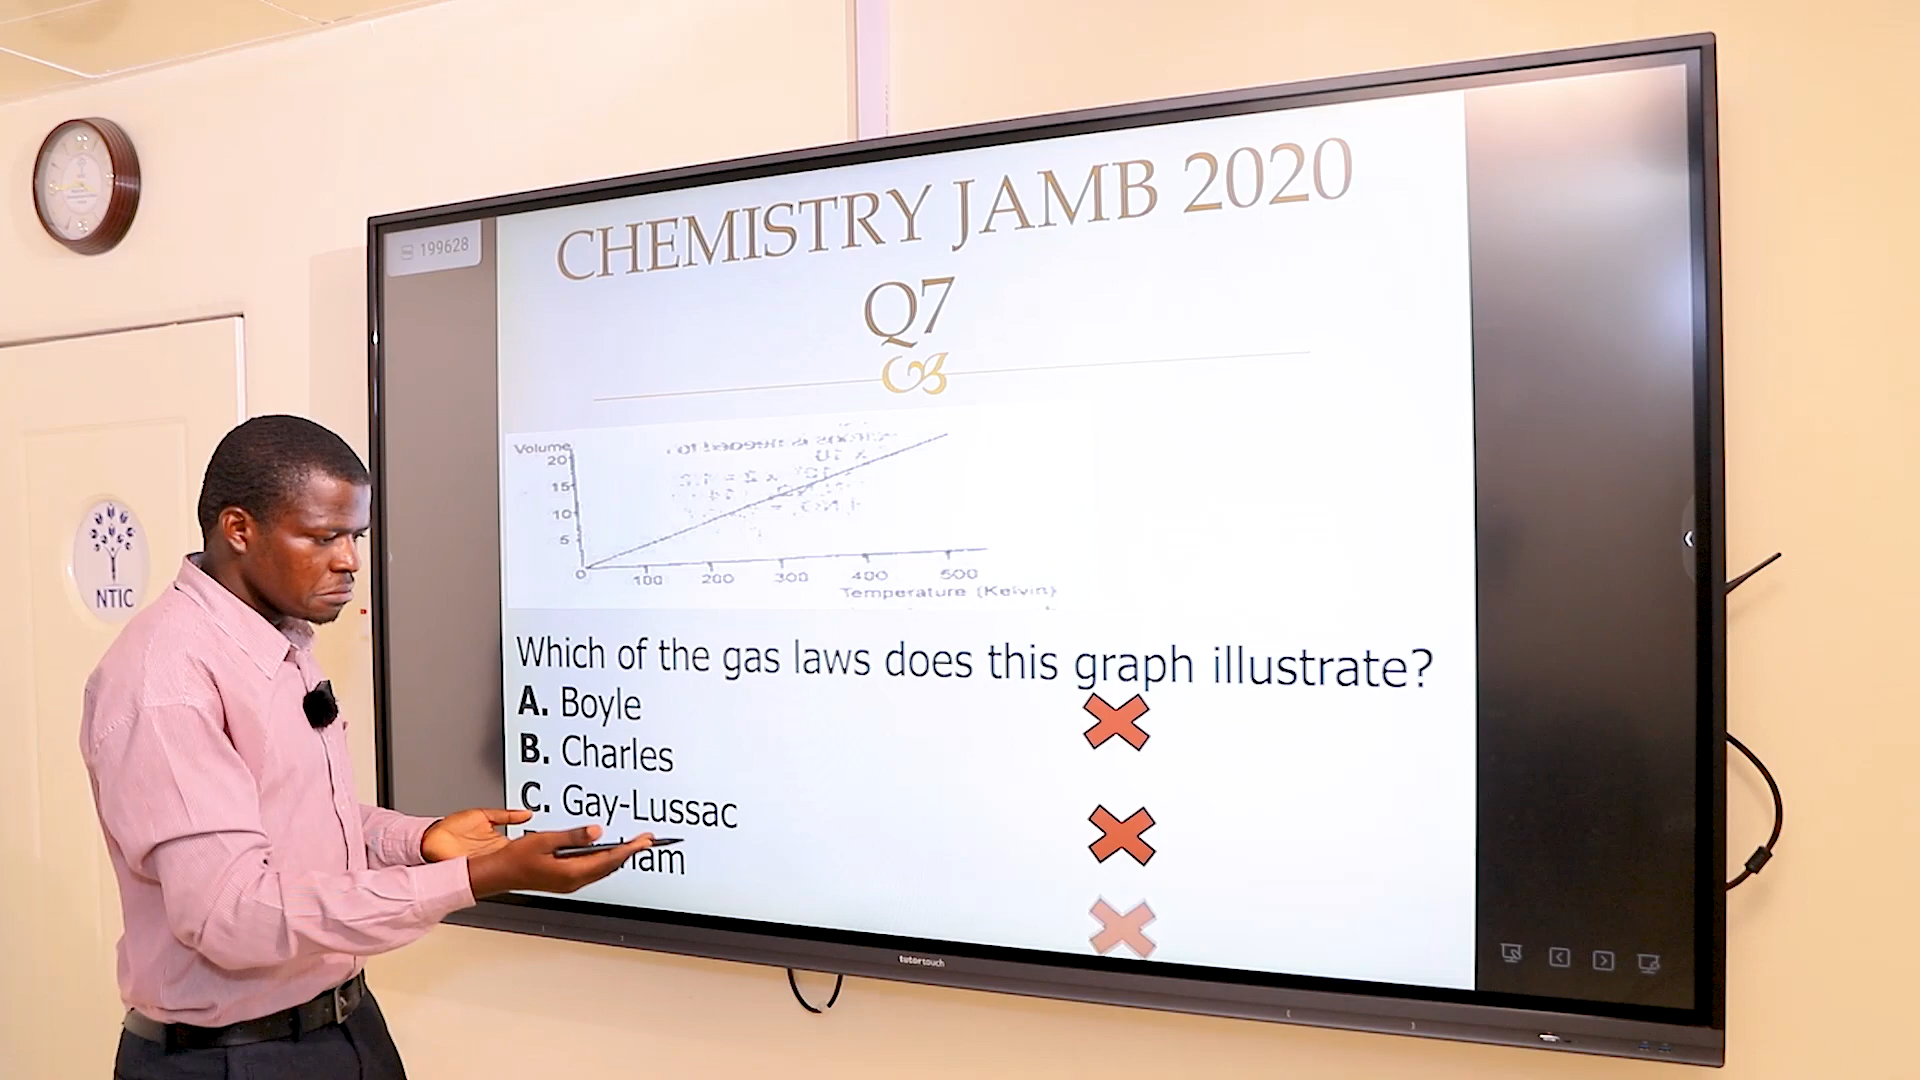 199628
CHEMISTRY JAMB 2020
Q7
Volume
20
15
10
5
0 100 200 300 400 500
Temperature (Kelvin)
Which of the gas laws does this graph illustrate?
A. Boyle
B. Charles
C. Gay-Lussac
NTIC
tutortouch